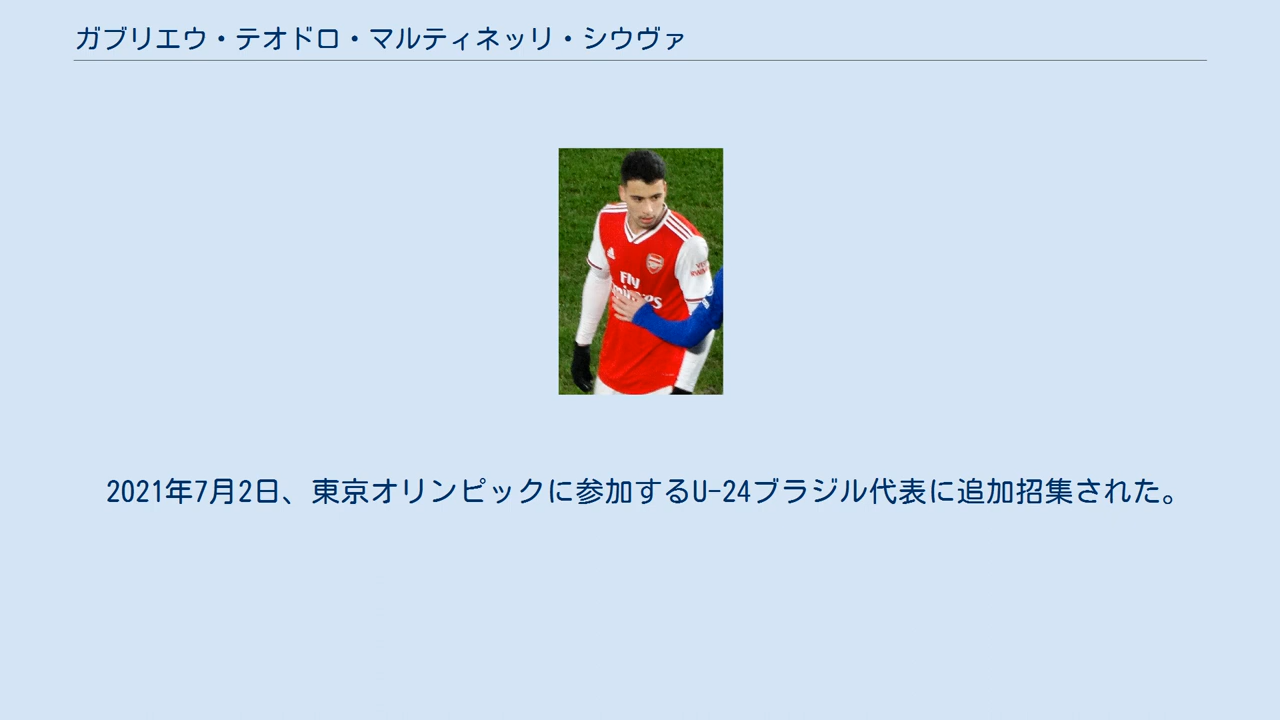 ガブリエウ・テオドロ・マルティネッリ・シウヴァ
Fly
2021年7月2日、東京オリンピックに参加するU-24ブラジル代表に追加招集された。